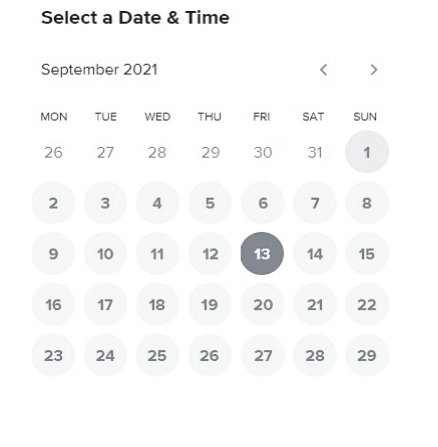 Select a Date & Time
September 2021
MON TUE WED THU FRI SAT SUN
26 27 28 29 30 31 1
2 3 4 5 6 7 8
9 10 11 12 13 14 15
16 17 18 19 20 21 22
23 24 25 26 27 28 29